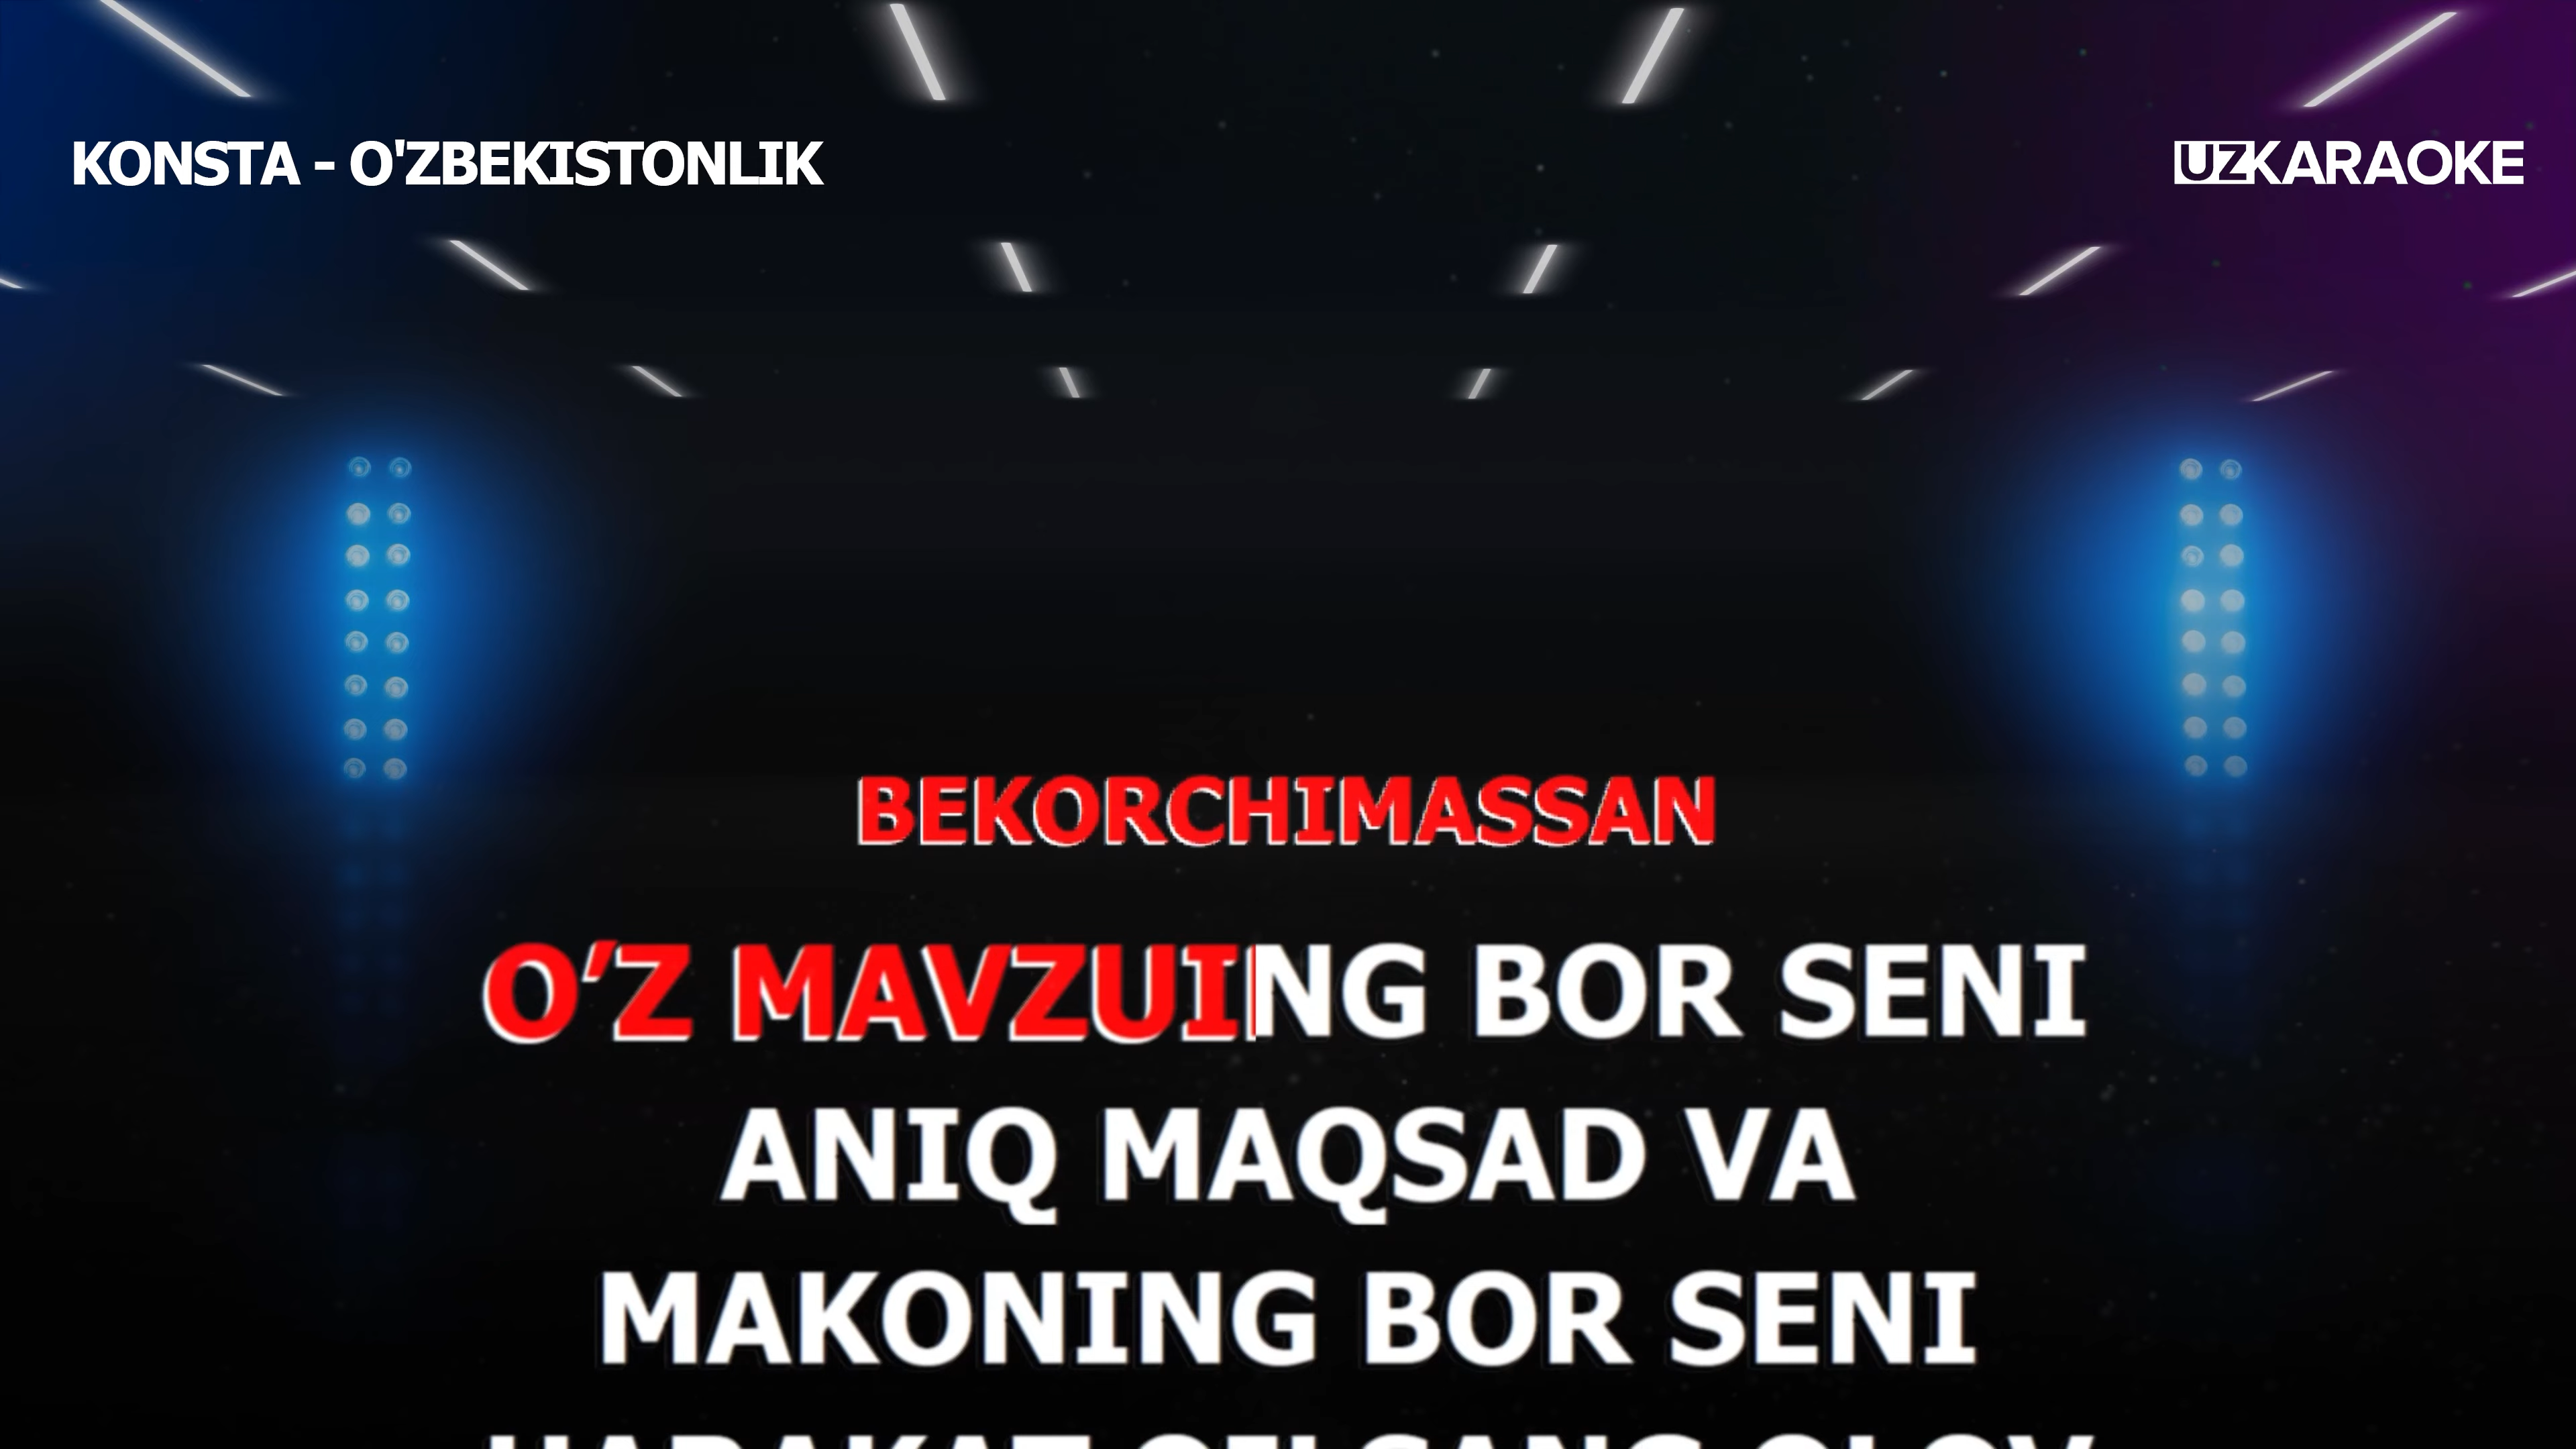 KONSTA - O'ZBEKISTONLIK
UZKARAOKE
BEKORCHIMASSAN
O’Z MAVZUING BOR SENI
ANIQ MAQSAD VA
MAKONING BOR SENI